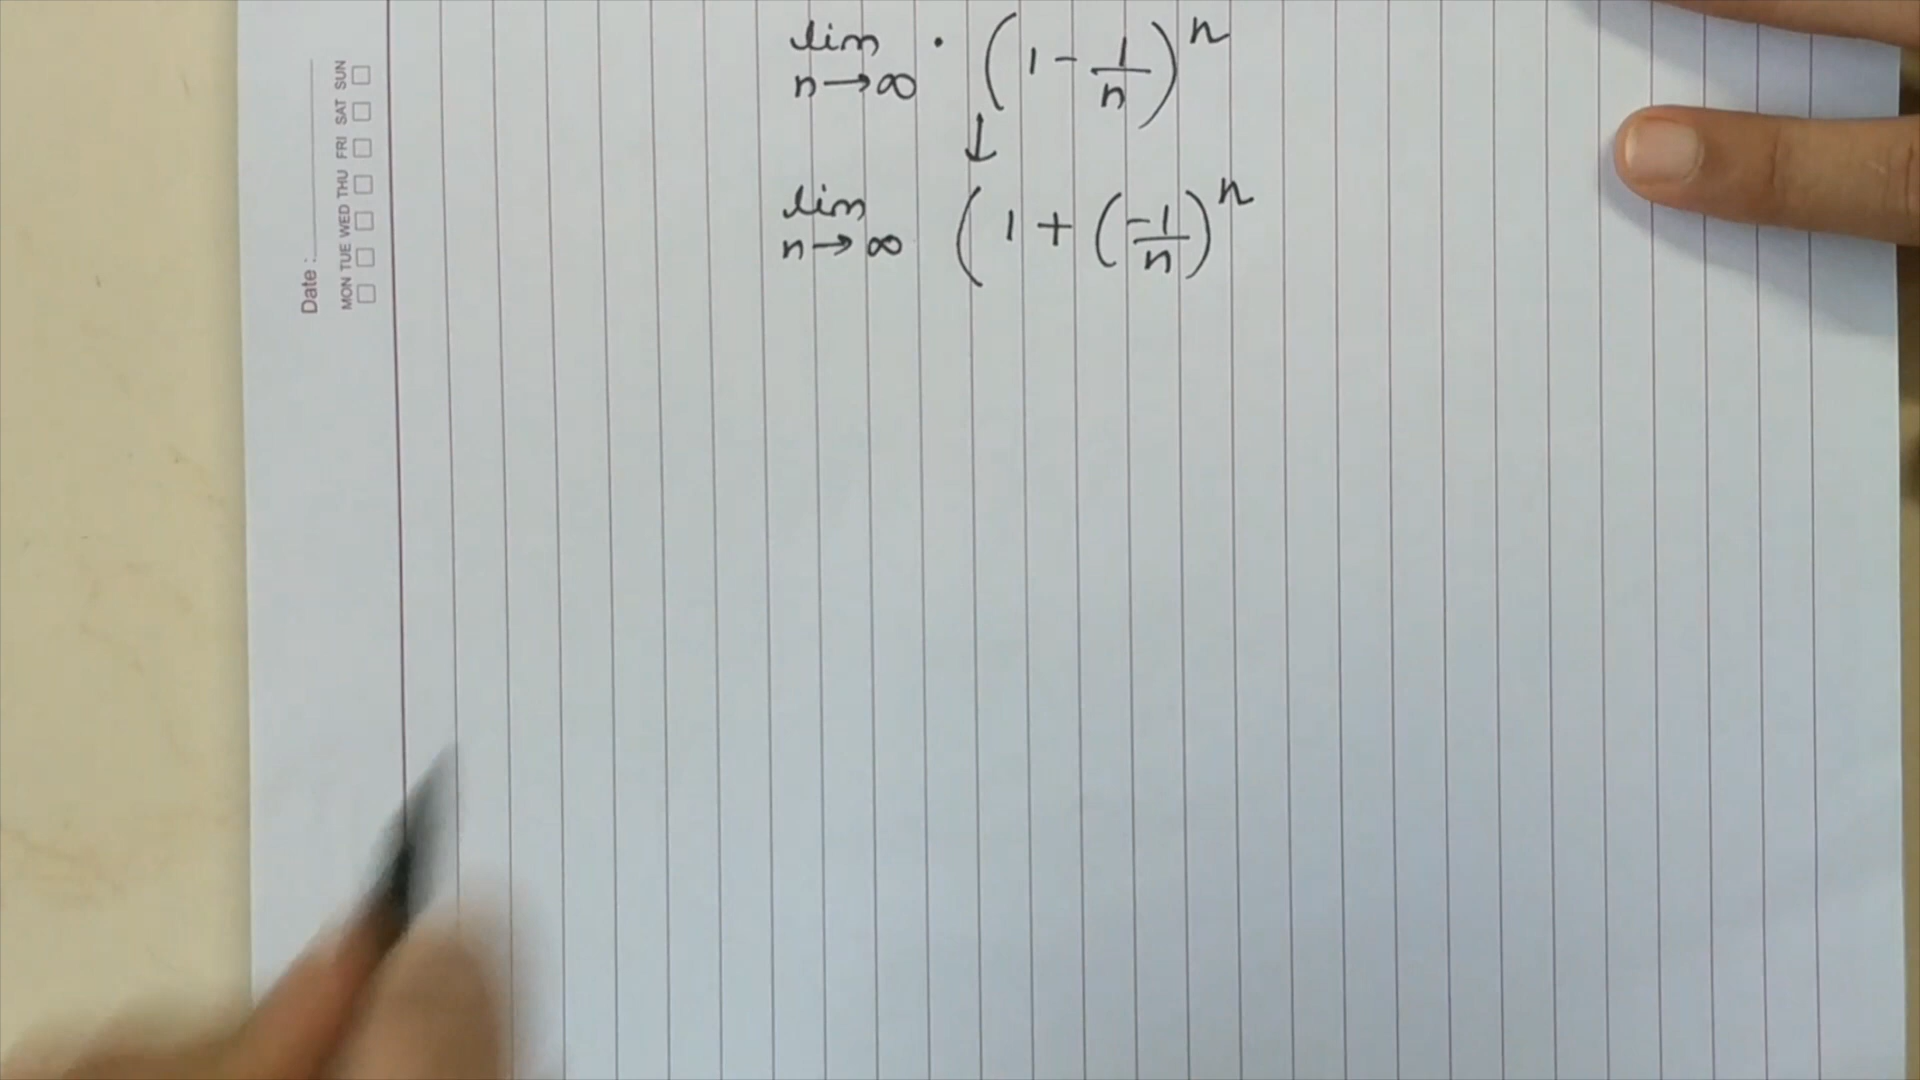 lim n→∞ · (1 - 1/n)^n
↓
lim n→∞ (1 + (-1/n)^n
Date :
MON TUE WED THU FRI SAT SUN